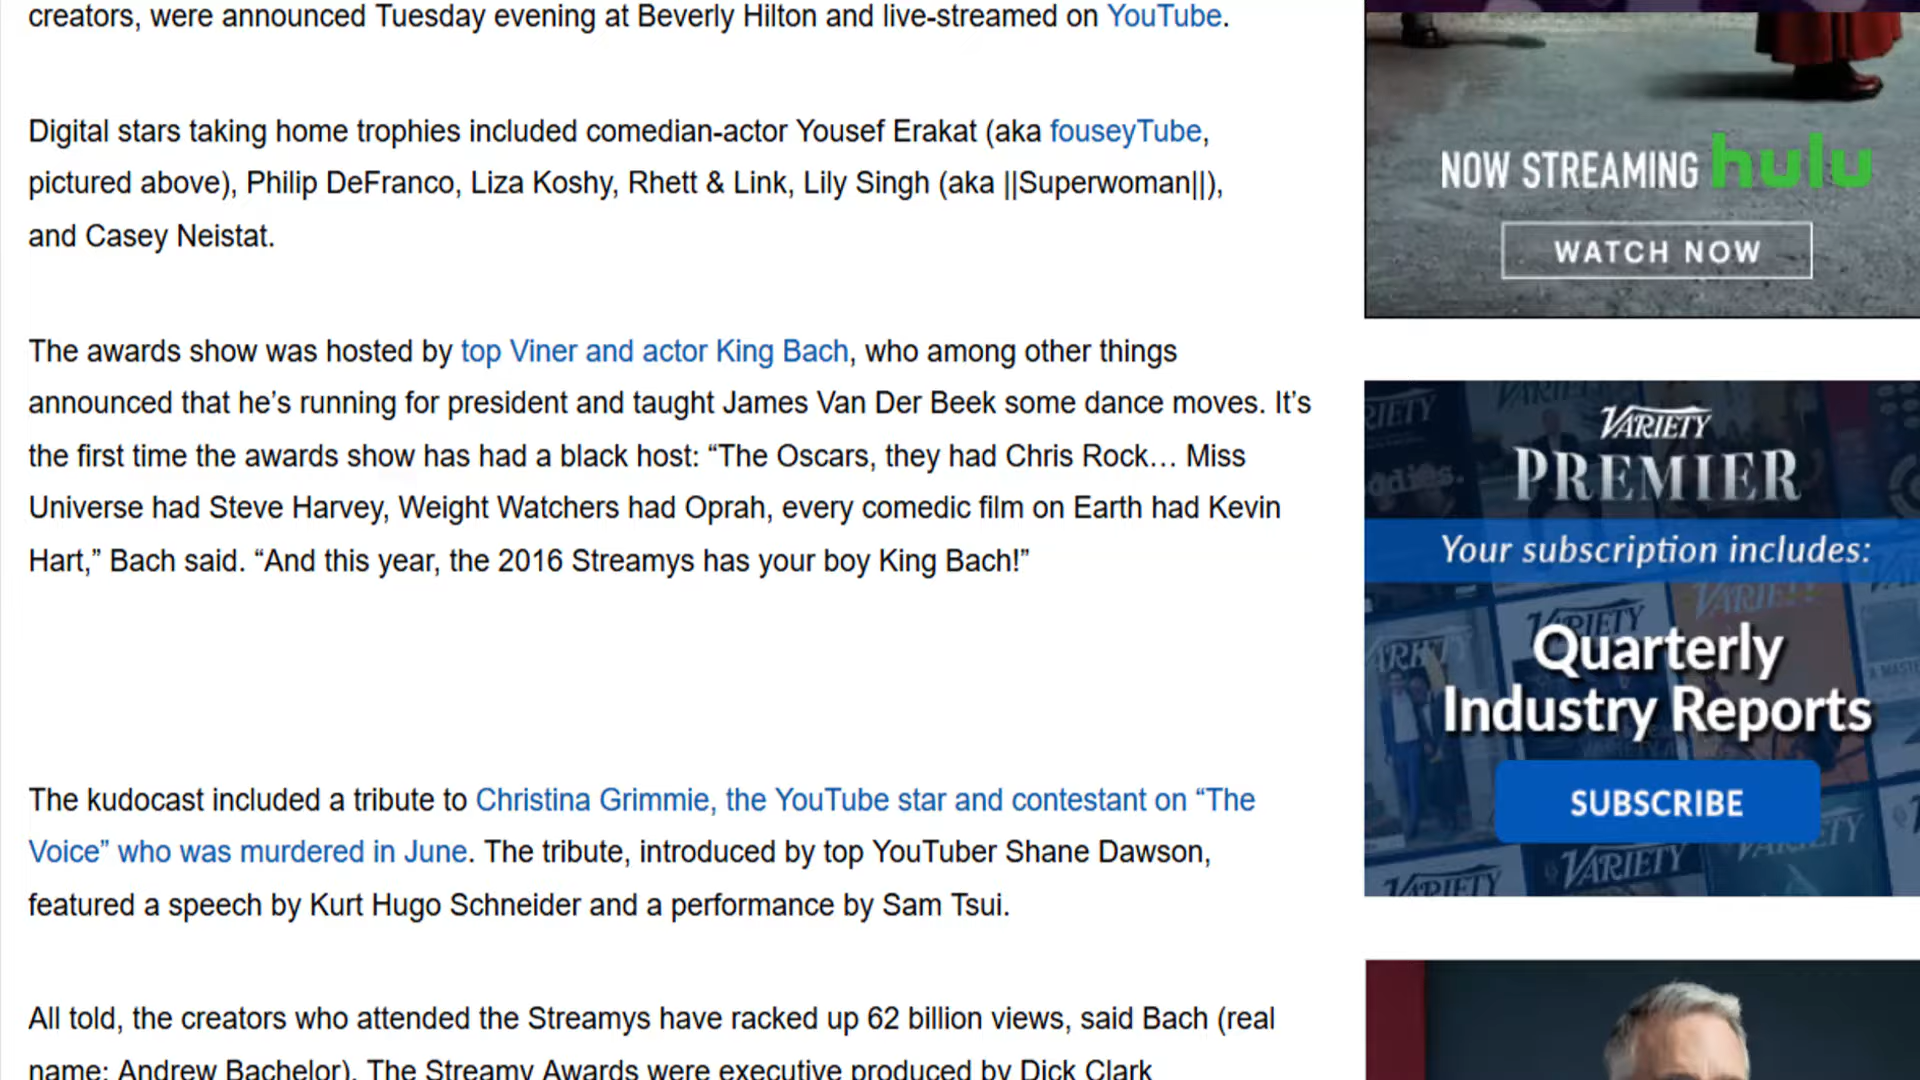 creators, were announced Tuesday evening at Beverly Hilton and live-streamed on YouTube.
Digital stars taking home trophies included comedian-actor Yousef Erakat (aka fouseyTube,
pictured above), Philip DeFranco, Liza Koshy, Rhett & Link, Lily Singh (aka ||Superwoman||),
and Casey Neistat.
The awards show was hosted by top Viner and actor King Bach, who among other things
announced that he’s running for president and taught James Van Der Beek some dance moves. It’s
the first time the awards show has had a black host: “The Oscars, they had Chris Rock… Miss
Universe had Steve Harvey, Weight Watchers had Oprah, every comedic film on Earth had Kevin
Hart,” Bach said. “And this year, the 2016 Streamys has your boy King Bach!”
The kudocast included a tribute to Christina Grimmie, the YouTube star and contestant on “The
Voice” who was murdered in June. The tribute, introduced by top YouTuber Shane Dawson,
featured a speech by Kurt Hugo Schneider and a performance by Sam Tsui.
All told, the creators who attended the Streamys have racked up 62 billion views, said Bach (real
name: Andrew Bachelor). The Streamy Awards were executive produced by Dick Clark
NOW STREAMING hulu
WATCH NOW
VARIETY
PREMIER
Your subscription includes:
Quarterly
Industry Reports
SUBSCRIBE
VARIETY
VARIETY
VARIETY
VARIETY
VARIETY